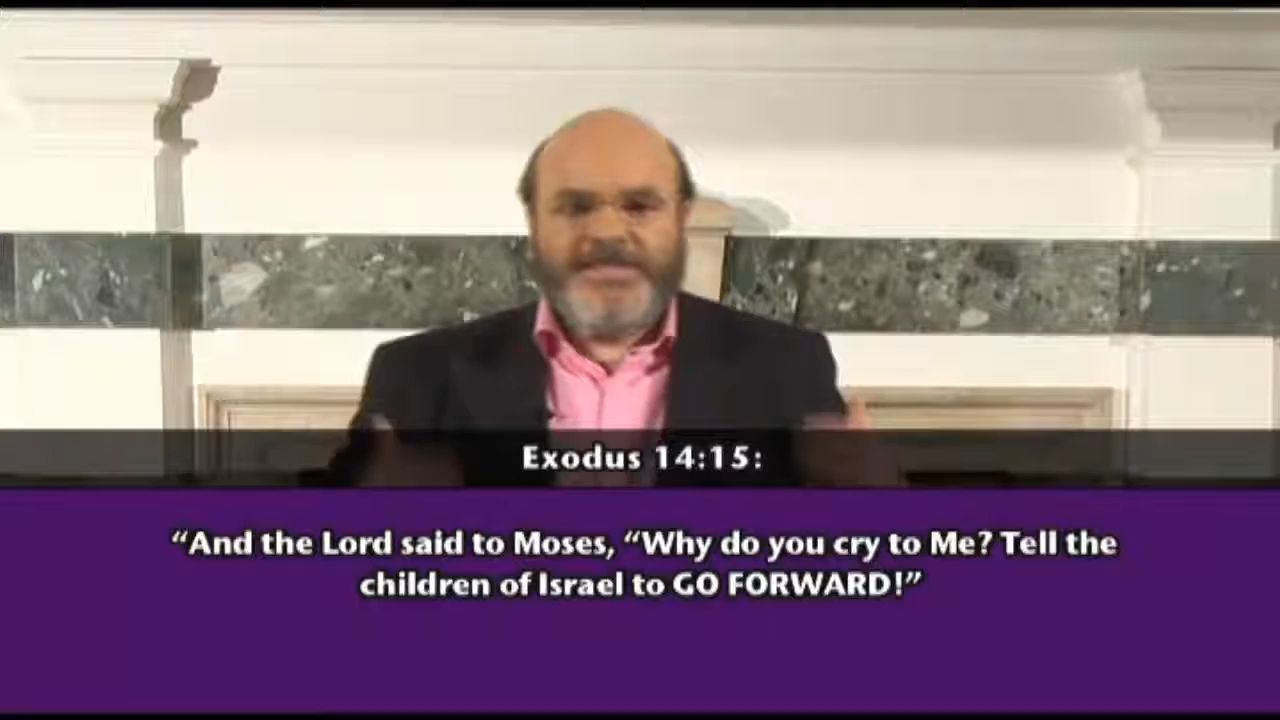 Exodus 14:15:
“And the Lord said to Moses, “Why do you cry to Me? Tell the
children of Israel to GO FORWARD!”